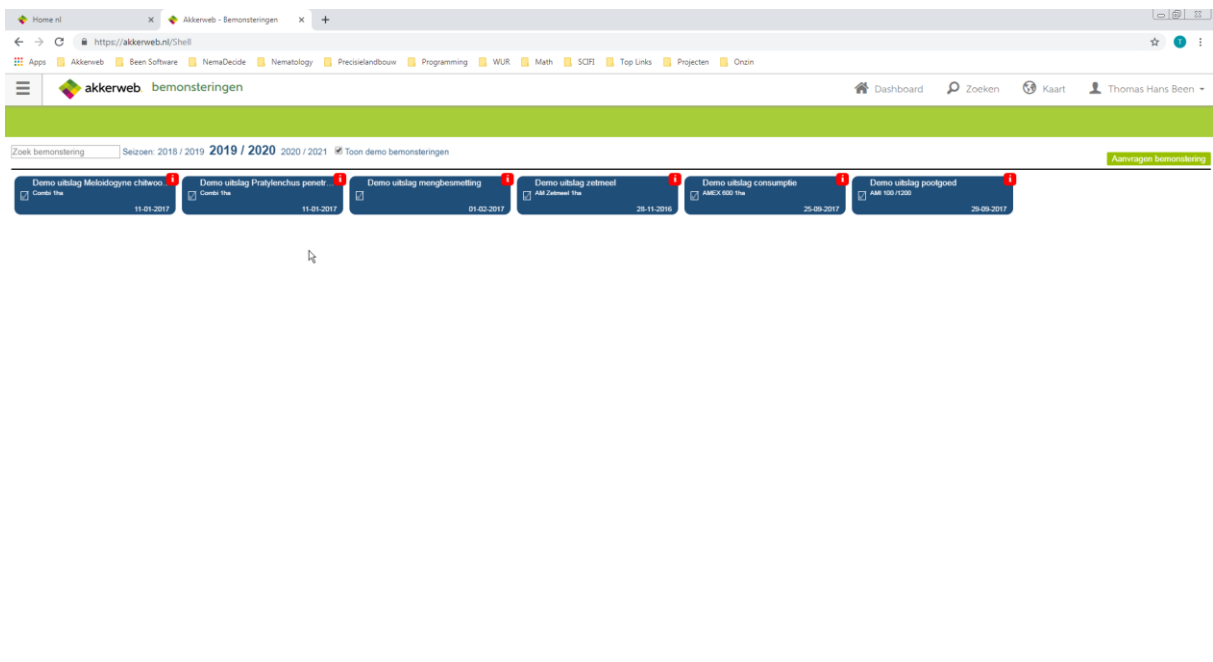 Home nl
Akkerweb - Bemonsteringen
https://akkerweb.nl/Shell
Apps Akkerweb Been Software NemaDecide Nematology Precisielandbouw Programming WUR Math SCIFI Top Links Projecten Onzin
akkerweb bemonsteringen Dashboard Zoeken Kaart Thomas Hans Been
Zoek bemonstering Seizoen: 2018 / 2019 2019 / 2020 2020 / 2021 Toon demo bemonsteringen
Aanvragen bemonstering
Demo uitslag Meloidogyne chitwoo...
Combi 1ha
11-01-2017
Demo uitslag Pratylenchus penetr...
Combi 1ha
11-01-2017
Demo uitslag mengbesmetting
01-02-2017
Demo uitslag zetmeel
AM Zetmeel 1ha
28-11-2016
Demo uitslag consumptie
AMEX 600 1ha
25-09-2017
Demo uitslag pootgoed
AMI 100 /1200
29-09-2017